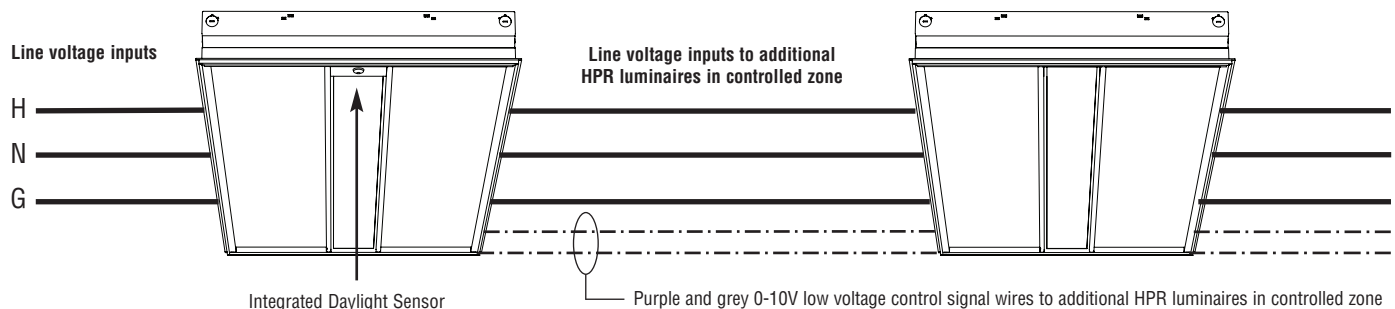 Line voltage inputs
Line voltage inputs to additional
HPR luminaires in controlled zone
H
N
G
Integrated Daylight Sensor
Purple and grey 0-10V low voltage control signal wires to additional HPR luminaires in controlled zone